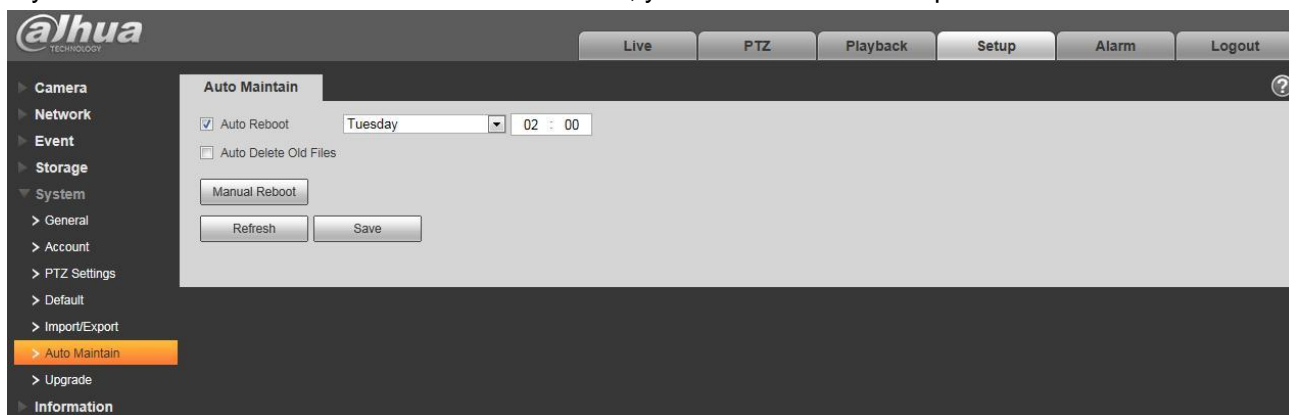 alhua
TECHNOLOGY
Live PTZ Playback Setup Alarm Logout
Camera
Network
Event
Storage
System
> General
> Account
> PTZ Settings
> Default
> Import/Export
> Auto Maintain
> Upgrade
Information
Auto Maintain
?
Auto Reboot Tuesday 02 : 00
Auto Delete Old Files
Manual Reboot
Refresh Save